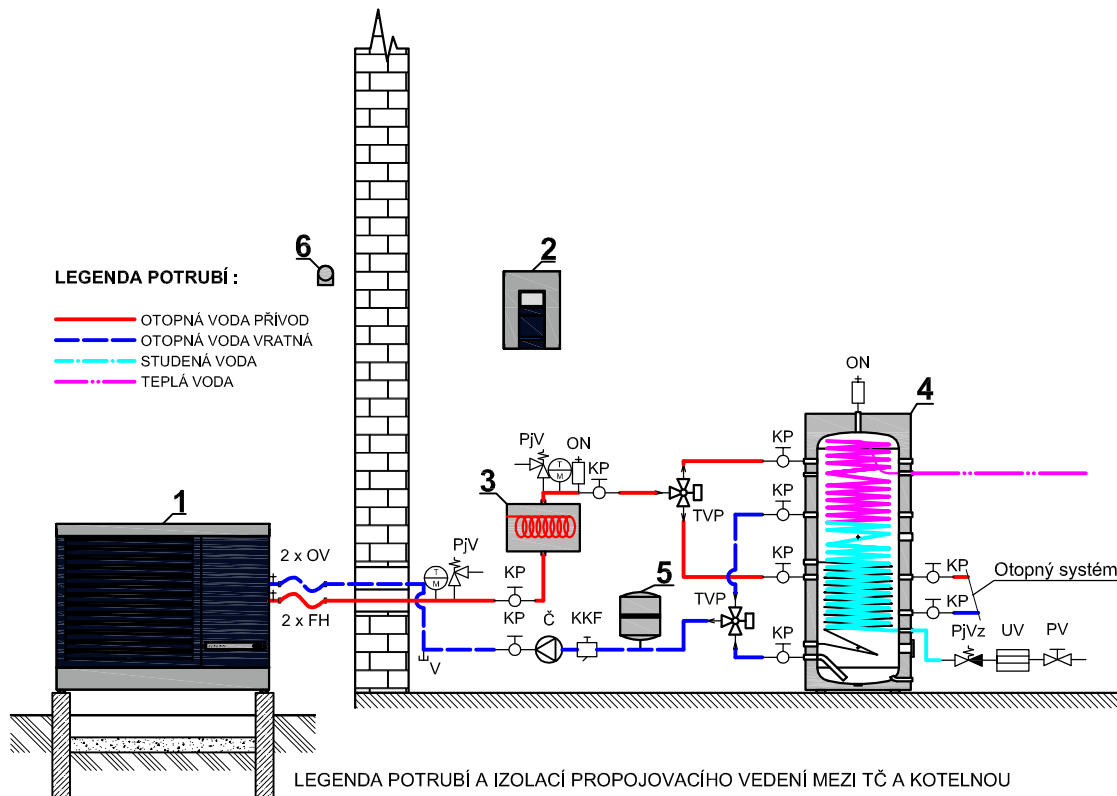 6
2
LEGENDA POTRUBÍ :
OTOPNÁ VODA PŘÍVOD
OTOPNÁ VODA VRATNÁ
STUDENÁ VODA
TEPLÁ VODA
ON
4
KP
PjV
ON
KP
3
T
M
TVP
KP
1
2 x OV
2 x FH
T
M
PjV
KP
5
KP
KP
Otopný systém
KP
TVP
KP
Č
KKF
KP
PjVz
UV
PV
V
LEGENDA POTRUBÍ A IZOLACÍ PROPOJOVACÍHO VEDENÍ MEZI TČ A KOTELNOU